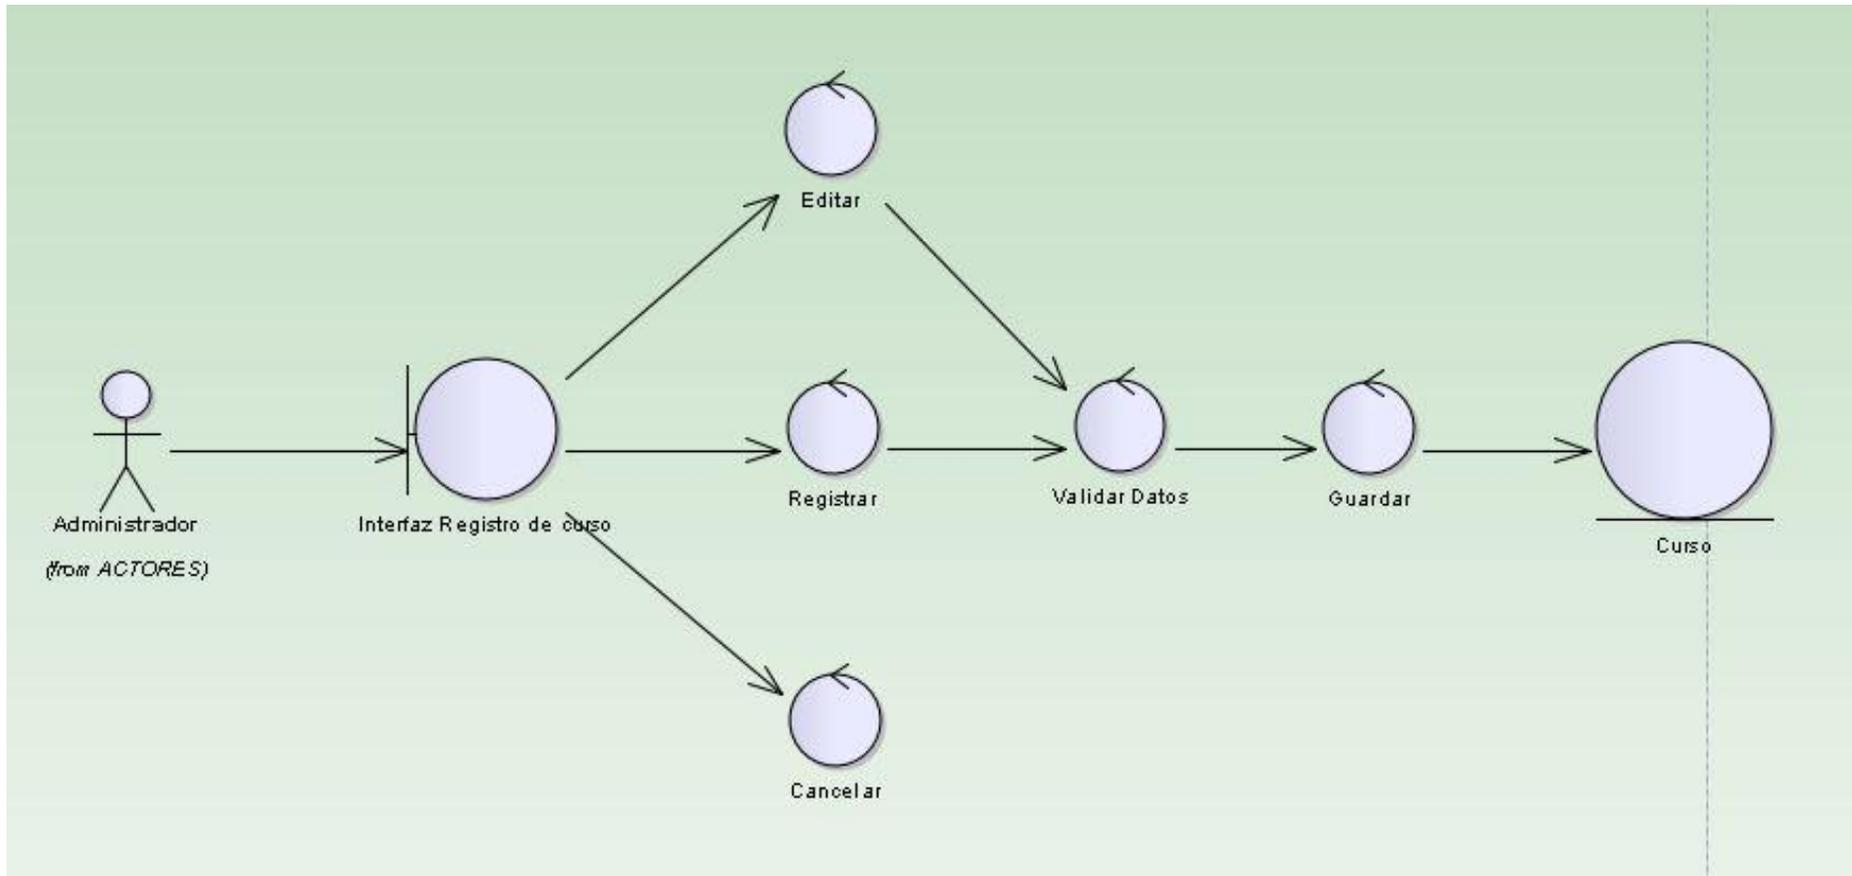 Editar
Registrar
Validar Datos
Guardar
Administrador
(from ACTORES)
Interfaz Registro de curso
Curso
Cancelar